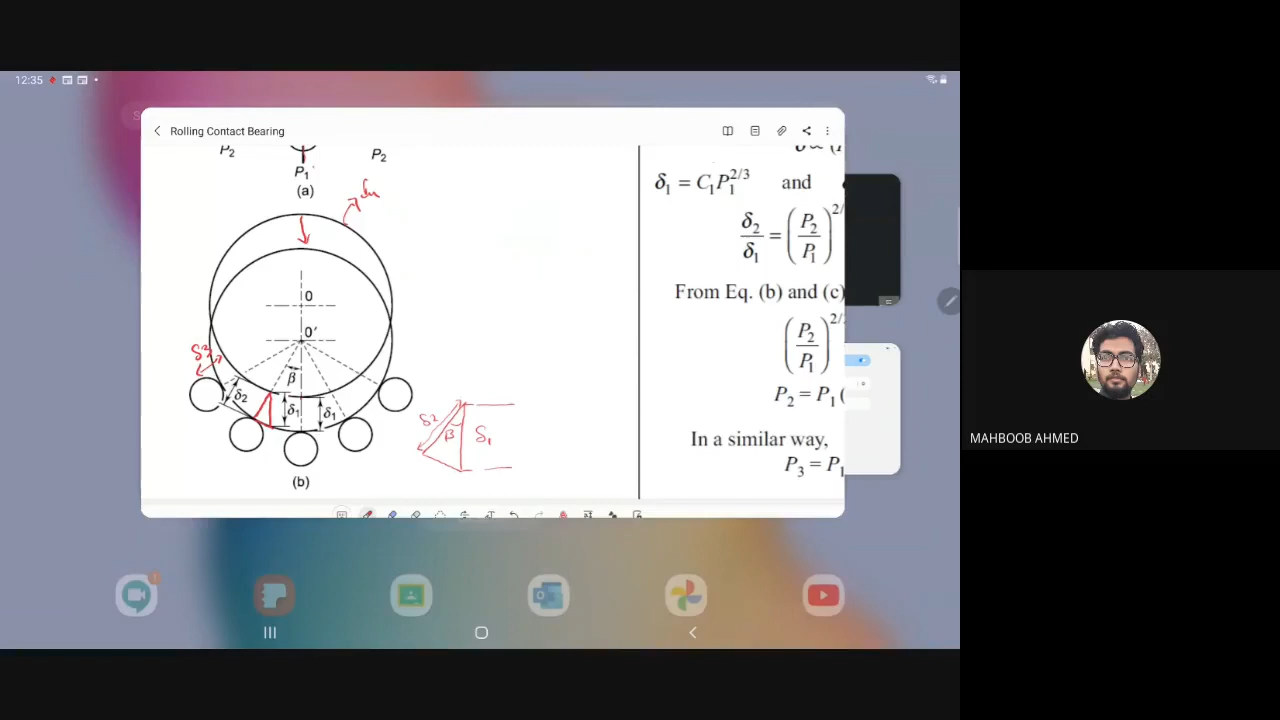 12:35
Rolling Contact Bearing
P2 P2
P1
(a)
O
O'
β
δ3
δ2 δ1 δ1
(b)
δ2 β δ1
δ1 = C1P1^2/3 and
δ2/δ1 = (P2/P1)^2/
From Eq. (b) and (c)
(P2/P1)^2/
P2 = P1 (
In a similar way,
P3 = P1
MAHBOOB AHMED